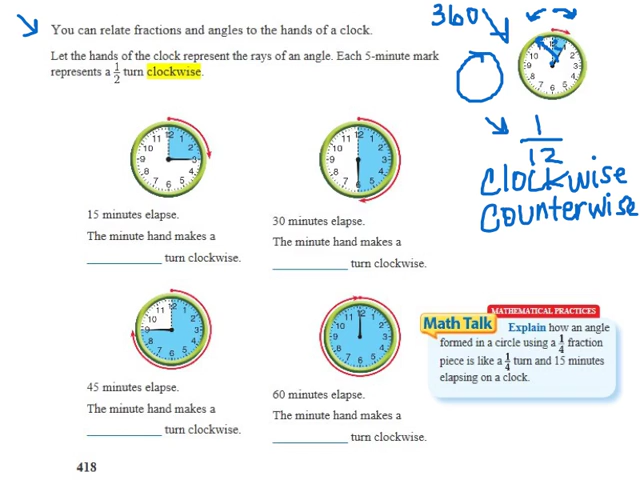 You can relate fractions and angles to the hands of a clock.
Let the hands of the clock represent the rays of an angle. Each 5-minute mark
represents a 1/2 turn clockwise.
360
1/12
Clockwise
Counterwise
15 minutes elapse.
The minute hand makes a
____________ turn clockwise.
30 minutes elapse.
The minute hand makes a
____________ turn clockwise.
45 minutes elapse.
The minute hand makes a
____________ turn clockwise.
60 minutes elapse.
The minute hand makes a
____________ turn clockwise.
MATHEMATICAL PRACTICES
Math Talk
Explain how an angle
formed in a circle using a 1/4 fraction
piece is like a 1/4 turn and 15 minutes
elapsing on a clock.
418